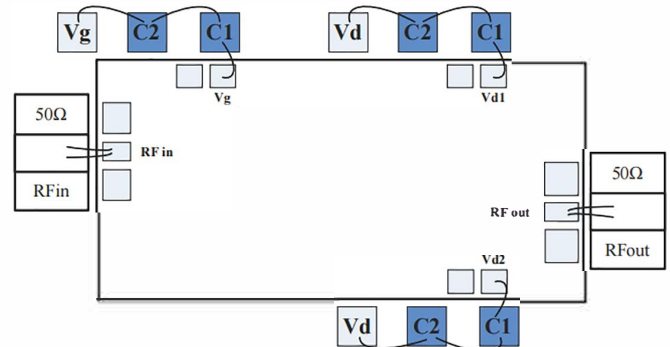 Vg C2 C1 Vd C2 C1
Vg Vd1
50Ω
RF in
RFin
50Ω
RF out
RFout
Vd2
Vd C2 C1